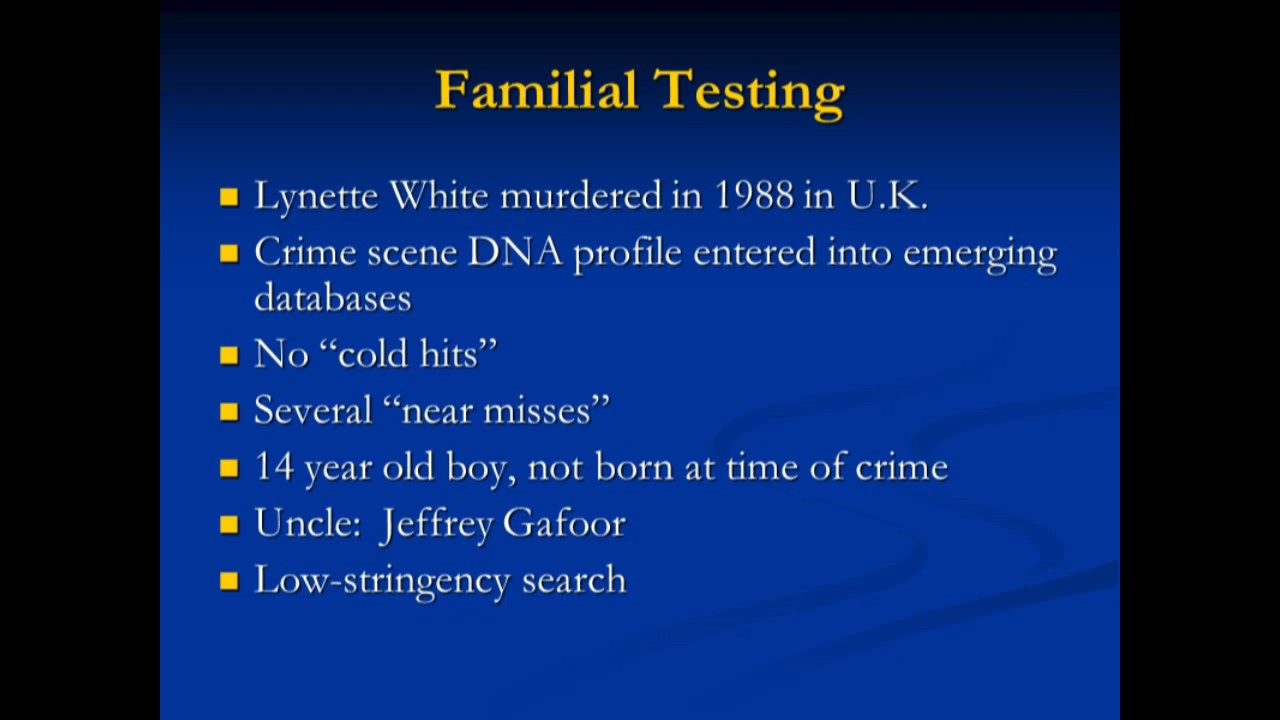 Familial Testing
Lynette White murdered in 1988 in U.K.
Crime scene DNA profile entered into emerging
databases
No “cold hits”
Several “near misses”
14 year old boy, not born at time of crime
Uncle:  Jeffrey Gafoor
Low-stringency search